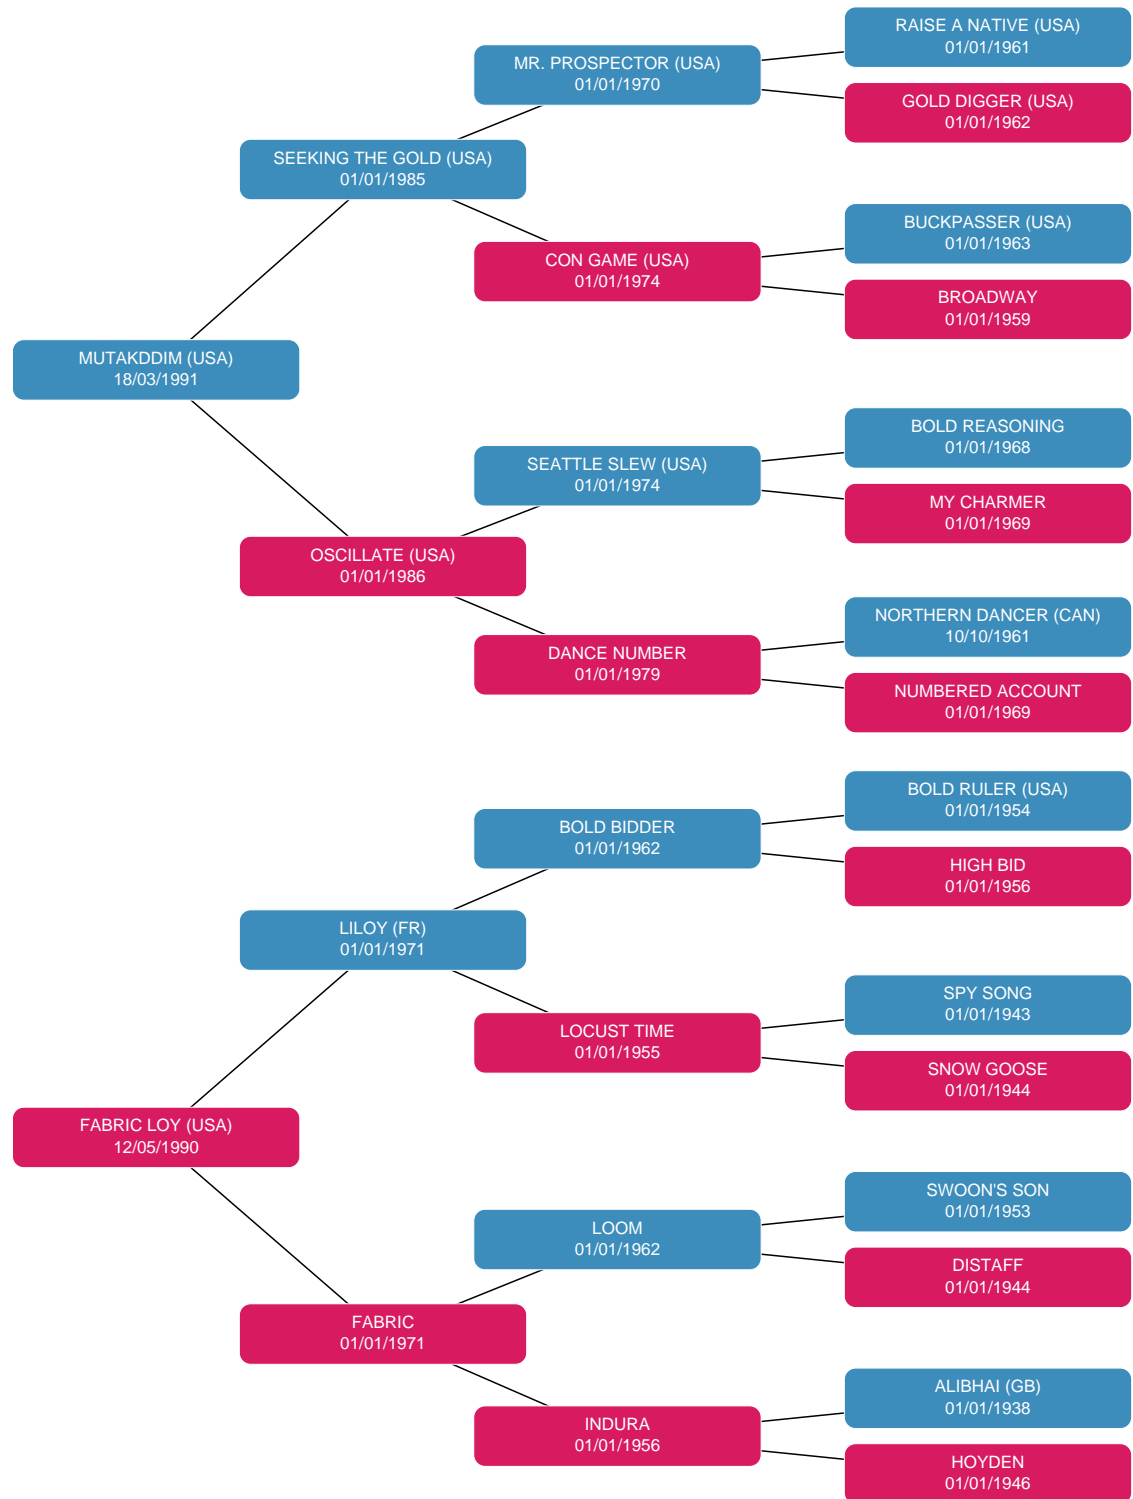 RAISE A NATIVE (USA)
01/01/1961
MR. PROSPECTOR (USA)
01/01/1970
GOLD DIGGER (USA)
01/01/1962
SEEKING THE GOLD (USA)
01/01/1985
BUCKPASSER (USA)
01/01/1963
CON GAME (USA)
01/01/1974
BROADWAY
01/01/1959
MUTAKDDIM (USA)
18/03/1991
BOLD REASONING
01/01/1968
SEATTLE SLEW (USA)
01/01/1974
MY CHARMER
01/01/1969
OSCILLATE (USA)
01/01/1986
NORTHERN DANCER (CAN)
10/10/1961
DANCE NUMBER
01/01/1979
NUMBERED ACCOUNT
01/01/1969
BOLD RULER (USA)
01/01/1954
BOLD BIDDER
01/01/1962
HIGH BID
01/01/1956
LILOY (FR)
01/01/1971
SPY SONG
01/01/1943
LOCUST TIME
01/01/1955
SNOW GOOSE
01/01/1944
FABRIC LOY (USA)
12/05/1990
SWOON'S SON
01/01/1953
LOOM
01/01/1962
DISTAFF
01/01/1944
FABRIC
01/01/1971
ALIBHAI (GB)
01/01/1938
INDURA
01/01/1956
HOYDEN
01/01/1946